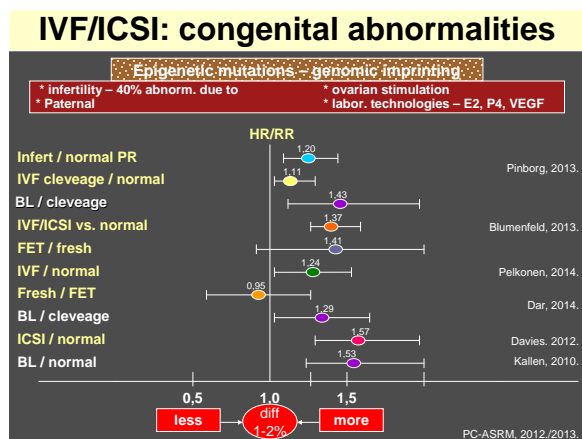 IVF/ICSI: congenital abnormalities
Epigenetic mutations – genomic imprinting
* infertility – 40% abnorm. due to
* Paternal
* ovarian stimulation
* labor. technologies – E2, P4, VEGF
HR/RR
Infert / normal PR 1,20
Pinborg, 2013.
IVF cleveage / normal 1,11
BL / cleveage 1,43
IVF/ICSI vs. normal 1,37 Blumenfeld, 2013.
FET / fresh 1,41
IVF / normal 1,24 Pelkonen, 2014.
Fresh / FET 0,95
Dar, 2014.
BL / cleveage 1,29
ICSI / normal 1,57 Davies. 2012.
BL / normal 1,53 Kallen, 2010.
0,5 1,0 1,5
less diff more
1-2%
PC-ASRM, 2012./2013.